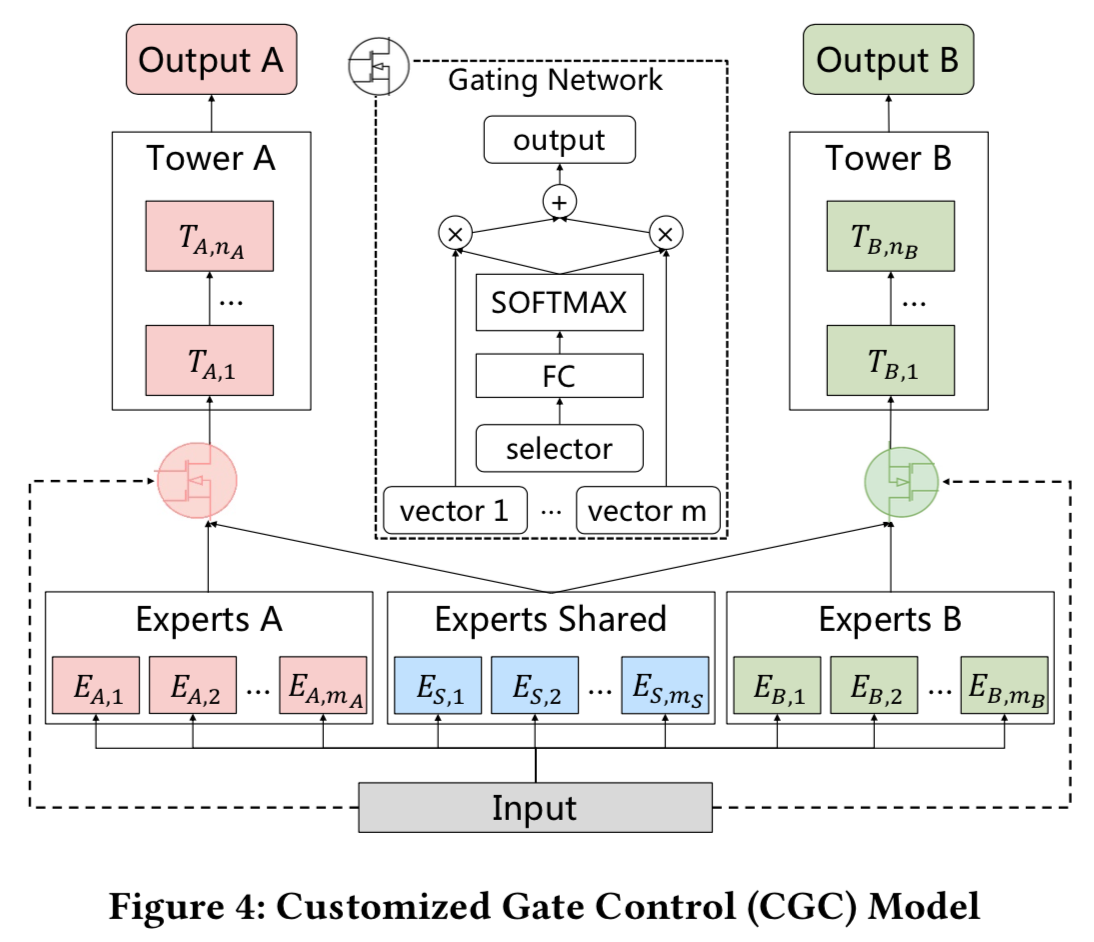 Output A
Gating Network
Output B
output
Tower A
Tower B
+
×
×
T_{A,n_A}
T_{B,n_B}
...
SOFTMAX
...
T_{A,1}
FC
T_{B,1}
selector
vector 1 ... vector m
Experts A
Experts Shared
Experts B
E_{A,1} E_{A,2} ... E_{A,m_A}
E_{S,1} E_{S,2} ... E_{S,m_S}
E_{B,1} E_{B,2} ... E_{B,m_B}
Input
Figure 4: Customized Gate Control (CGC) Model